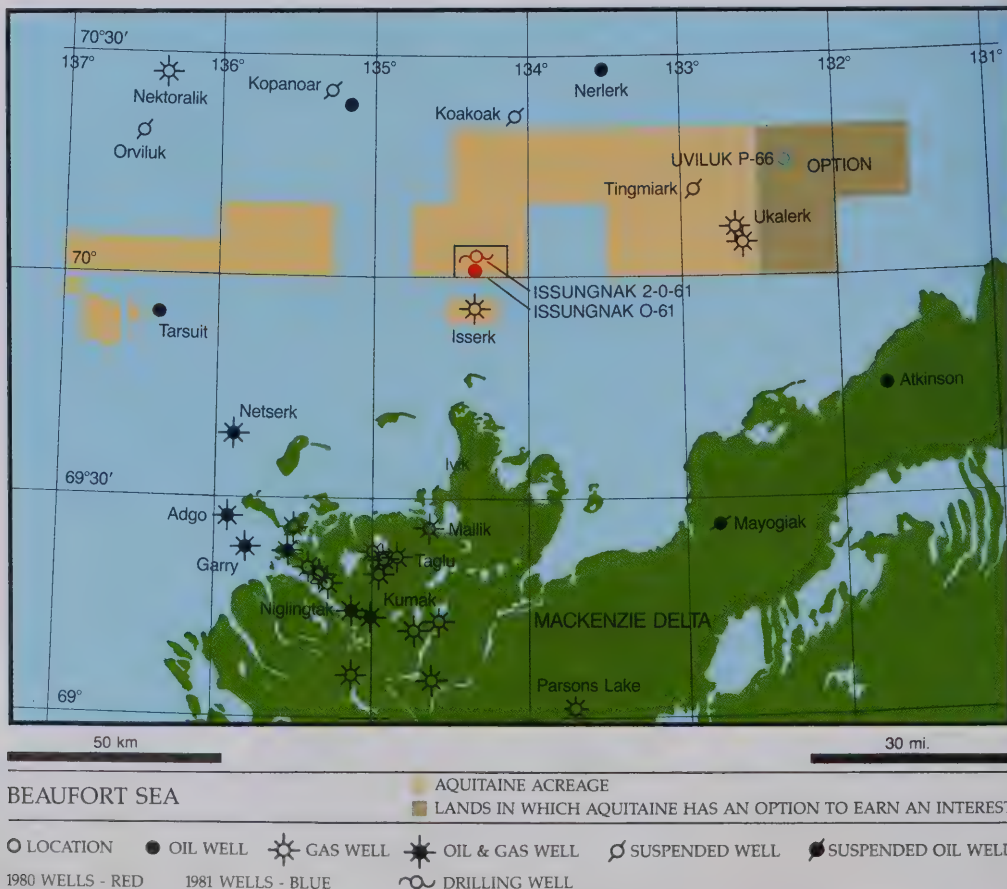 70°30′
137° 136° 135° 134° 133° 132° 131°
Nektoralik
Kopanoar
Nerlerk
Koakoak
Orviluk
UVILUK P-66
OPTION
Tingmiark
Ukalerk
70°
ISSUNGNAK 2-0-61
ISSUNGNAK O-61
Tarsuit
Isserk
Atkinson
Netserk
Ivik
69°30′
Adgo
Mallik
Mayogiak
Garry
Taglu
Niglingtak
Kumak
MACKENZIE DELTA
Parsons Lake
69°
50 km
30 mi.
BEAUFORT SEA
AQUITAINE ACREAGE
LANDS IN WHICH AQUITAINE HAS AN OPTION TO EARN AN INTEREST
LOCATION OIL WELL GAS WELL OIL & GAS WELL SUSPENDED WELL SUSPENDED OIL WELL
1980 WELLS - RED 1981 WELLS - BLUE DRILLING WELL